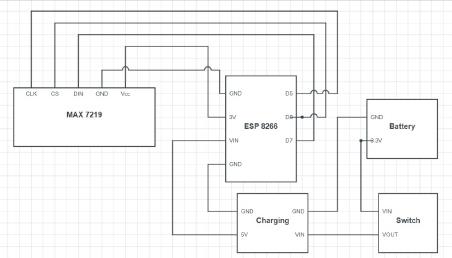 CLK CS DIN GND Vcc
MAX 7219
GND
3V
VIN
GND
ESP 8266
D5
D7
GND
3.3V
Battery
GND
5V
Charging
GND
VIN
VIN
VOUT
Switch